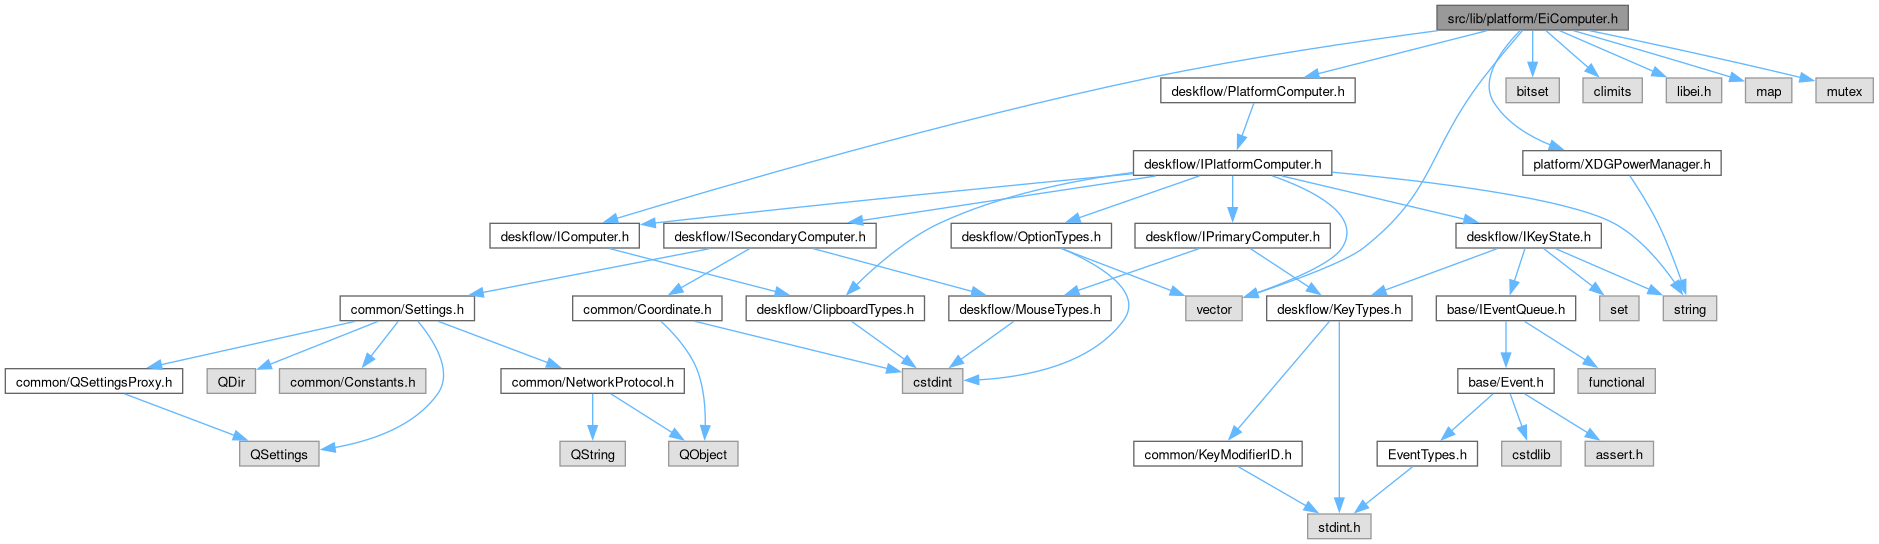 src/lib/platform/EiComputer.h
deskflow/PlatformComputer.h
bitset
climits
libei.h
map
mutex
deskflow/IPlatformComputer.h
platform/XDGPowerManager.h
deskflow/IComputer.h
deskflow/ISecondaryComputer.h
deskflow/OptionTypes.h
deskflow/IPrimaryComputer.h
deskflow/IKeyState.h
common/Settings.h
common/Coordinate.h
deskflow/ClipboardTypes.h
deskflow/MouseTypes.h
vector
deskflow/KeyTypes.h
base/IEventQueue.h
set
string
common/QSettingsProxy.h
QDir
common/Constants.h
common/NetworkProtocol.h
cstdint
base/Event.h
functional
QSettings
QString
QObject
common/KeyModifierID.h
EventTypes.h
cstdlib
assert.h
stdint.h